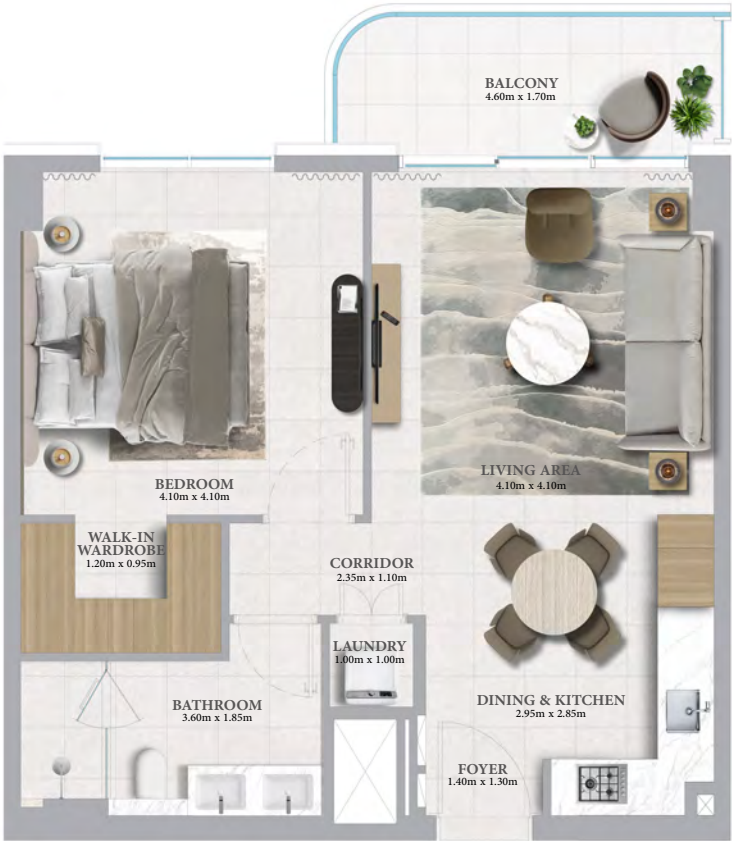 BALCONY
4.60m x 1.70m
BEDROOM
4.10m x 4.10m
LIVING AREA
4.10m x 4.10m
WALK-IN
WARDROBE
1.20m x 0.95m
CORRIDOR
2.35m x 1.10m
LAUNDRY
1.00m x 1.00m
BATHROOM
3.60m x 1.85m
DINING & KITCHEN
2.95m x 2.85m
FOYER
1.40m x 1.30m